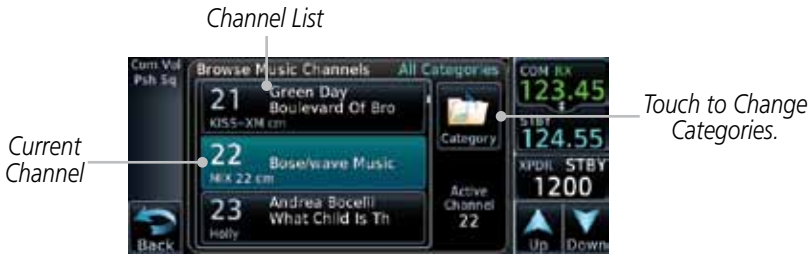 Channel List
Com Vol
Psh Sq
Browse Music Channels All Categories
21 Green Day
Boulevard Of Bro
KISS-XM cm
22 Bose/wave Music
MIX 22 cm
23 Andrea Bocelli
What Child Is Th
Holly
Back
Category
Active
Channel
22
COM RX
123.45
STBY
124.55
XPDR STBY
1200
Up Down
Current
Channel
Touch to Change
Categories.